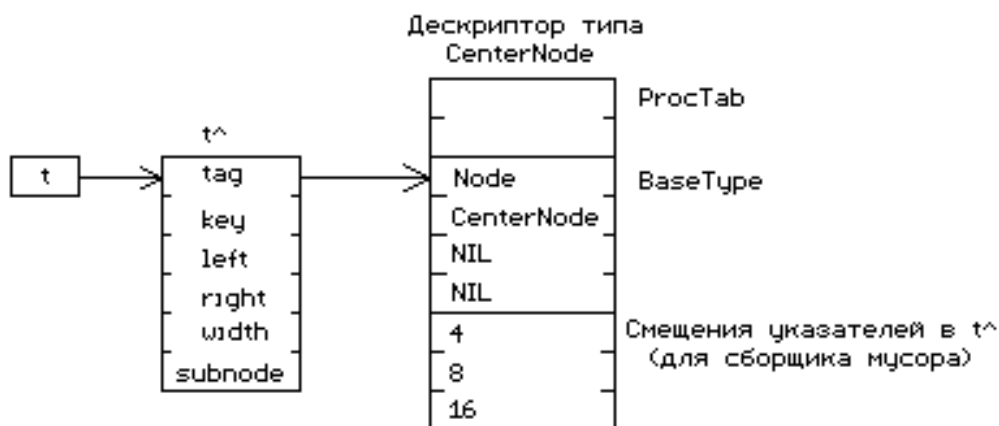 Дескриптор типа
CenterNode
ProcTab
t^
t
tag
Node
BaseType
key
CenterNode
left
NIL
right
NIL
width
4
Смещения указателей в t^
(для сборщика мусора)
subnode
8
16